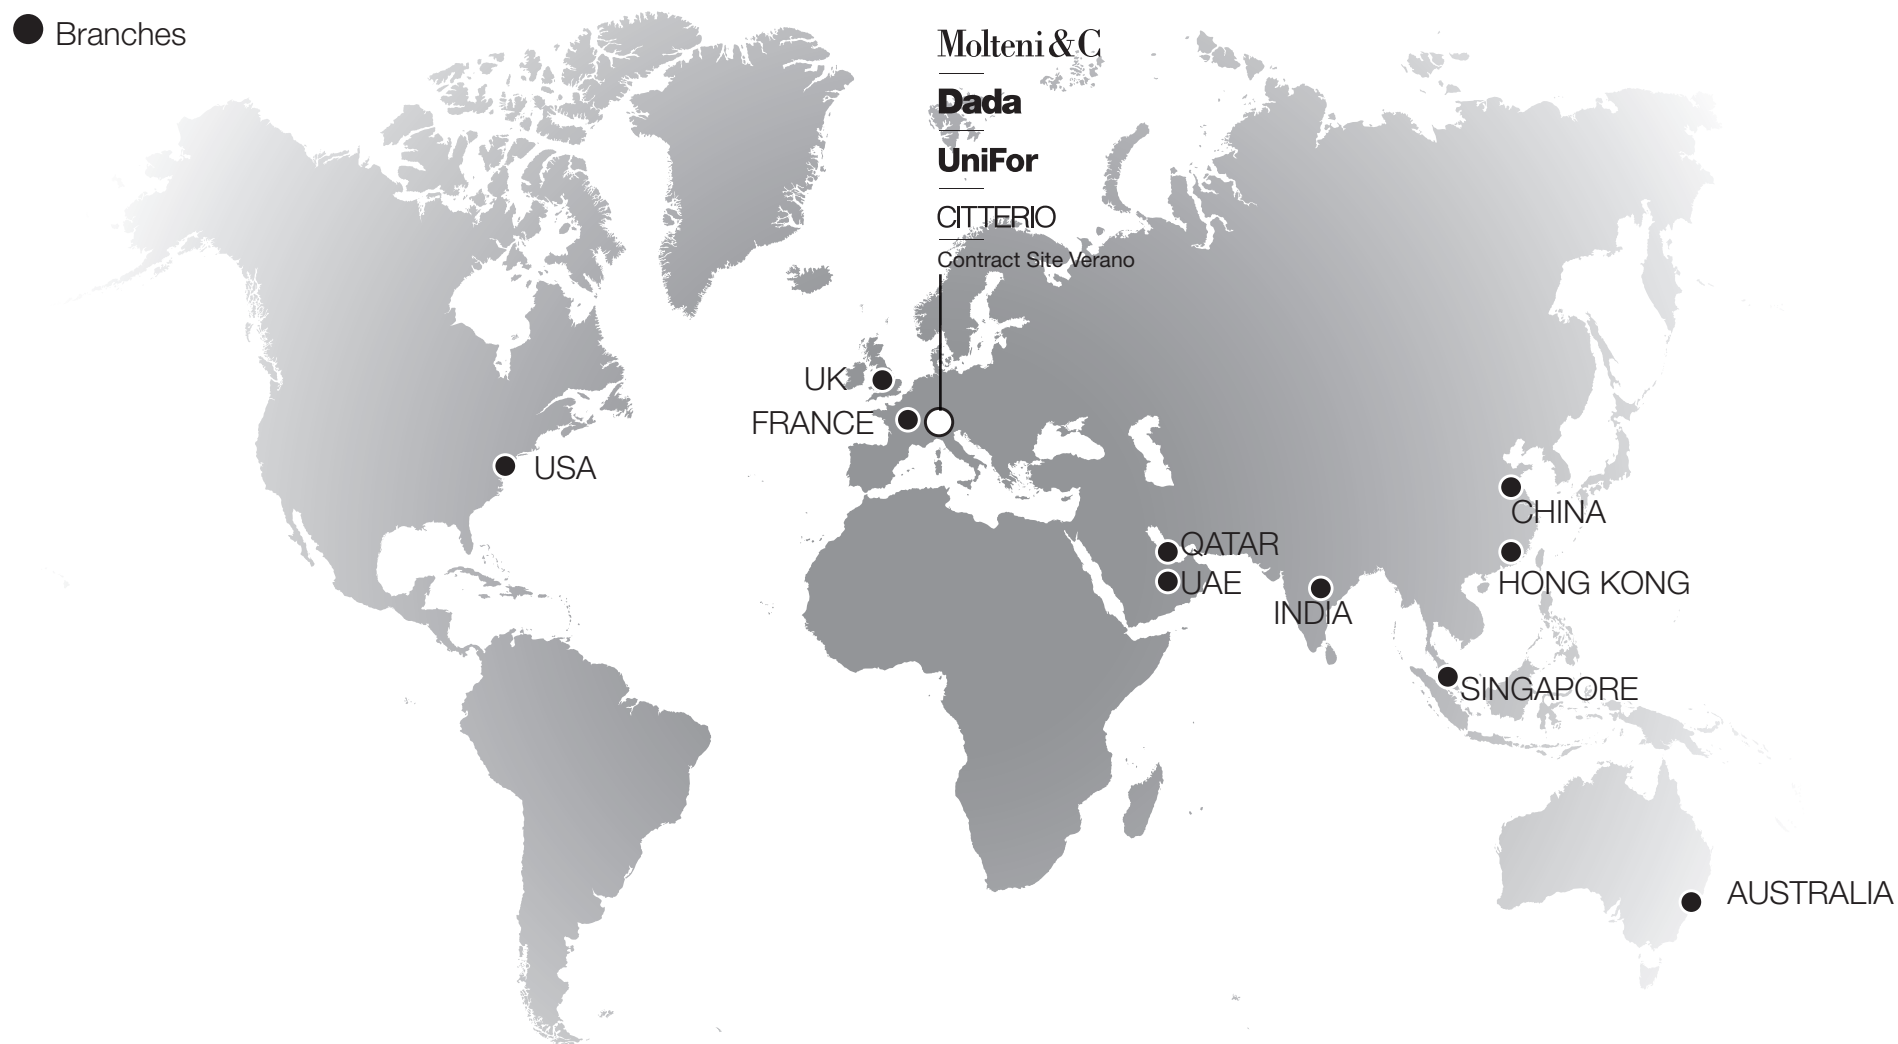 Branches
Molteni&C
Dada
UniFor
CITTERIO
Contract Site Verano
UK
FRANCE
USA
CHINA
QATAR
HONG KONG
UAE
INDIA
SINGAPORE
AUSTRALIA